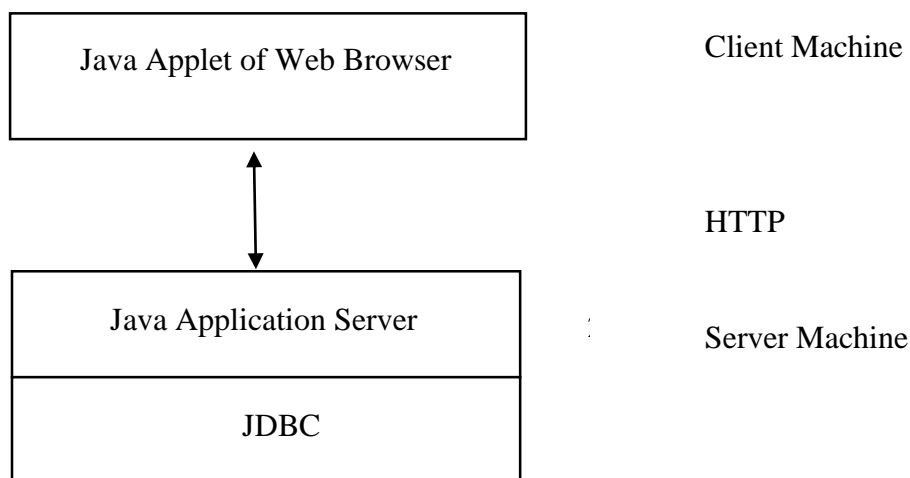 Java Applet of Web Browser
Client Machine
HTTP
Java Application Server
Server Machine
JDBC